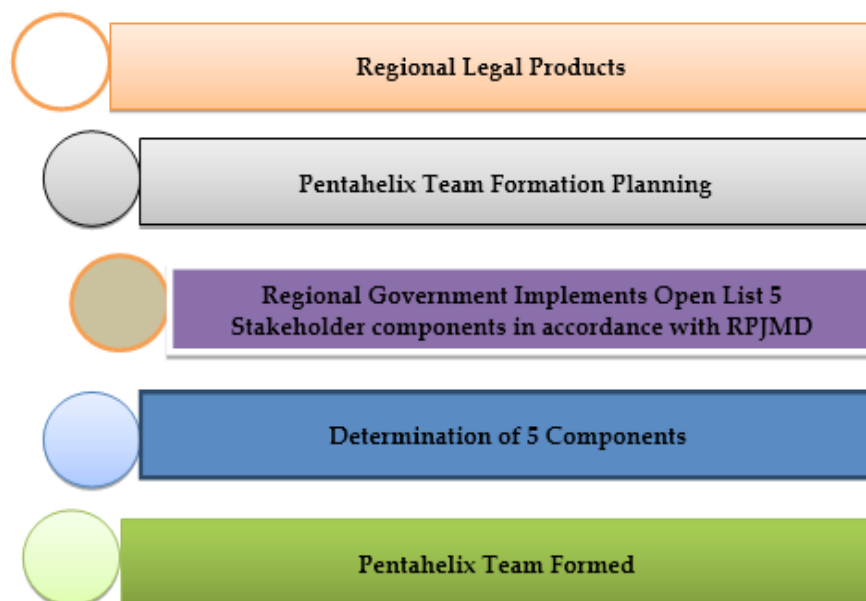 Regional Legal Products
Pentahelix Team Formation Planning
Regional Government Implements Open List 5
Stakeholder components in accordance with RPJMD
Determination of 5 Components
Pentahelix Team Formed